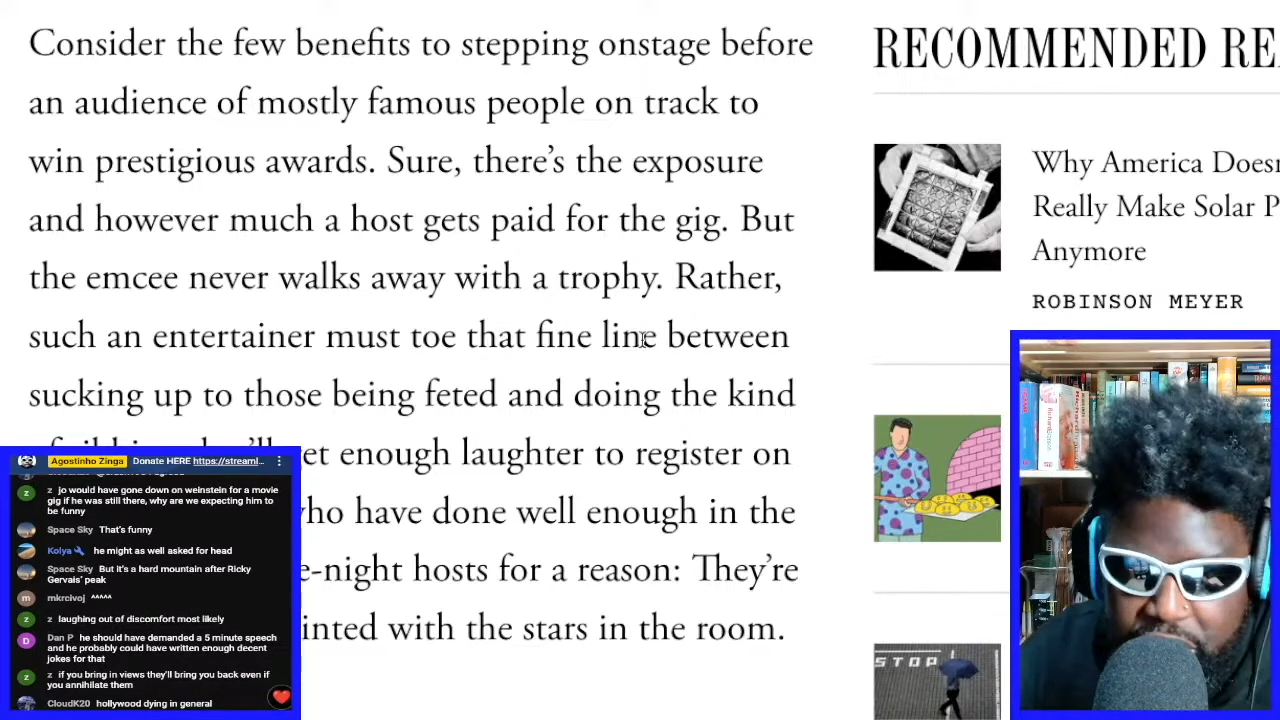 Consider the few benefits to stepping onstage before
an audience of mostly famous people on track to
win prestigious awards. Sure, there's the exposure
and however much a host gets paid for the gig. But
the emcee never walks away with a trophy. Rather,
such an entertainer must toe that fine line between
sucking up to those being feted and doing the kind
enough laughter to register on
who have done well enough in the
hosts for a reason: They're
with the stars in the room.
RECOMMENDED
Why America
Really Make Solar
Anymore
ROBINSON MEYER
STOP
Agostinho Zinga Donate HERE https://streaml...
z jo would have gone down on weinstein for a movie
gig if he was still there, why are we expecting him to
be funny
Space Sky That's funny
Kolya he might as well asked for head
Space Sky But it's a hard mountain after Ricky
Gervais' peak
mkrcivoj ^^^^^
z laughing out of discomfort most likely
Dan P he should have demanded a 5 minute speech
and he probably could have written enough decent
jokes for that
z if you bring in views they'll bring you back even if
you annihilate them
CloudK20 hollywood dying in general